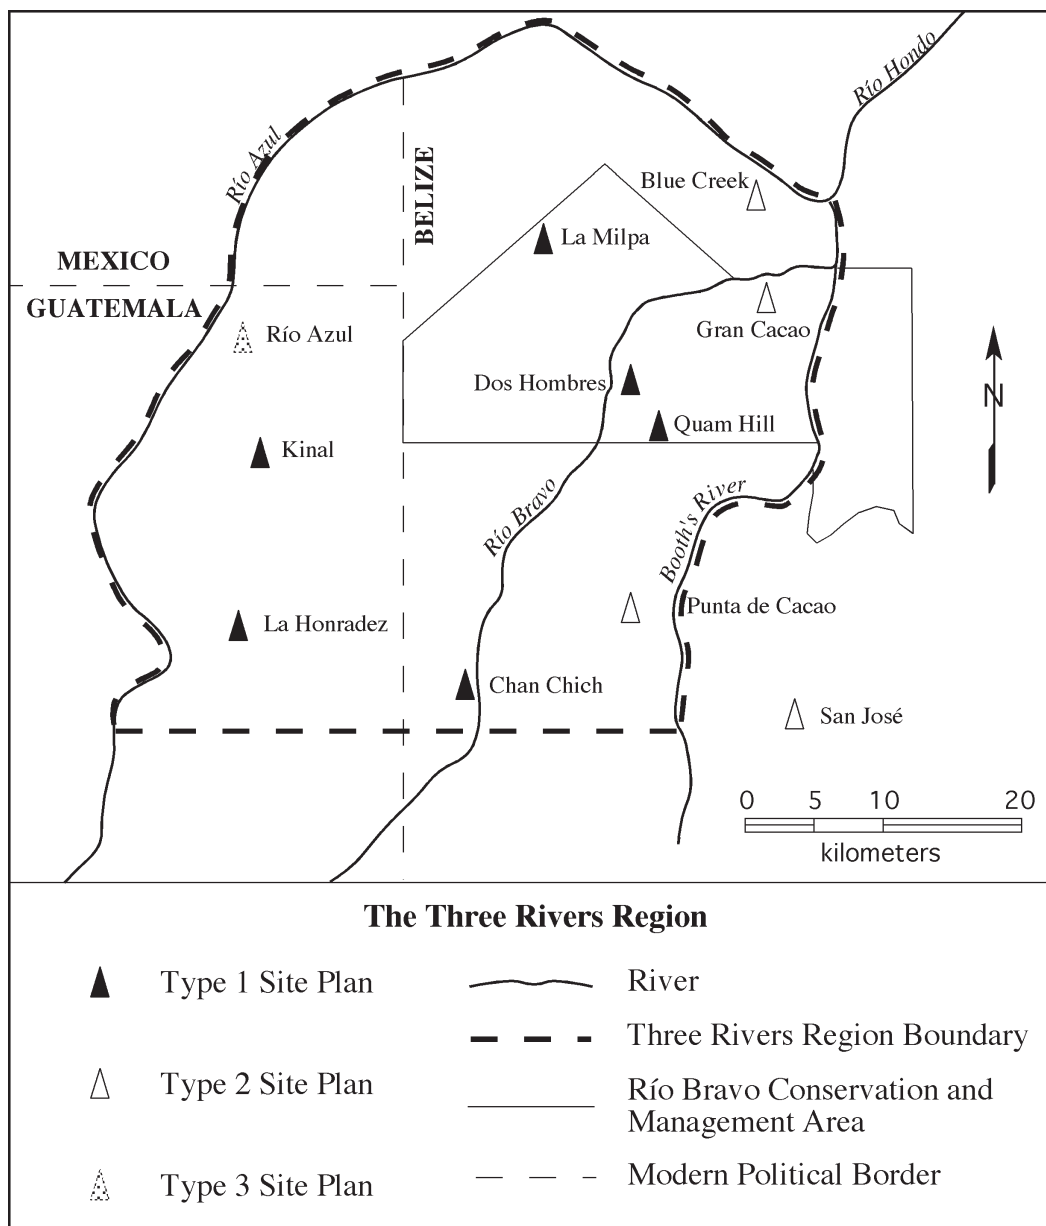 Río Hondo
Río Azul
BELIZE
Blue Creek
La Milpa
MEXICO
GUATEMALA
Río Azul
Gran Cacao
Dos Hombres
N
Quam Hill
Kinal
Río Bravo
Booth's River
Punta de Cacao
La Honradez
Chan Chich
San José
0 5 10 20
kilometers
The Three Rivers Region
Type 1 Site Plan
River
Three Rivers Region Boundary
Type 2 Site Plan
Río Bravo Conservation and
Management Area
Type 3 Site Plan
Modern Political Border